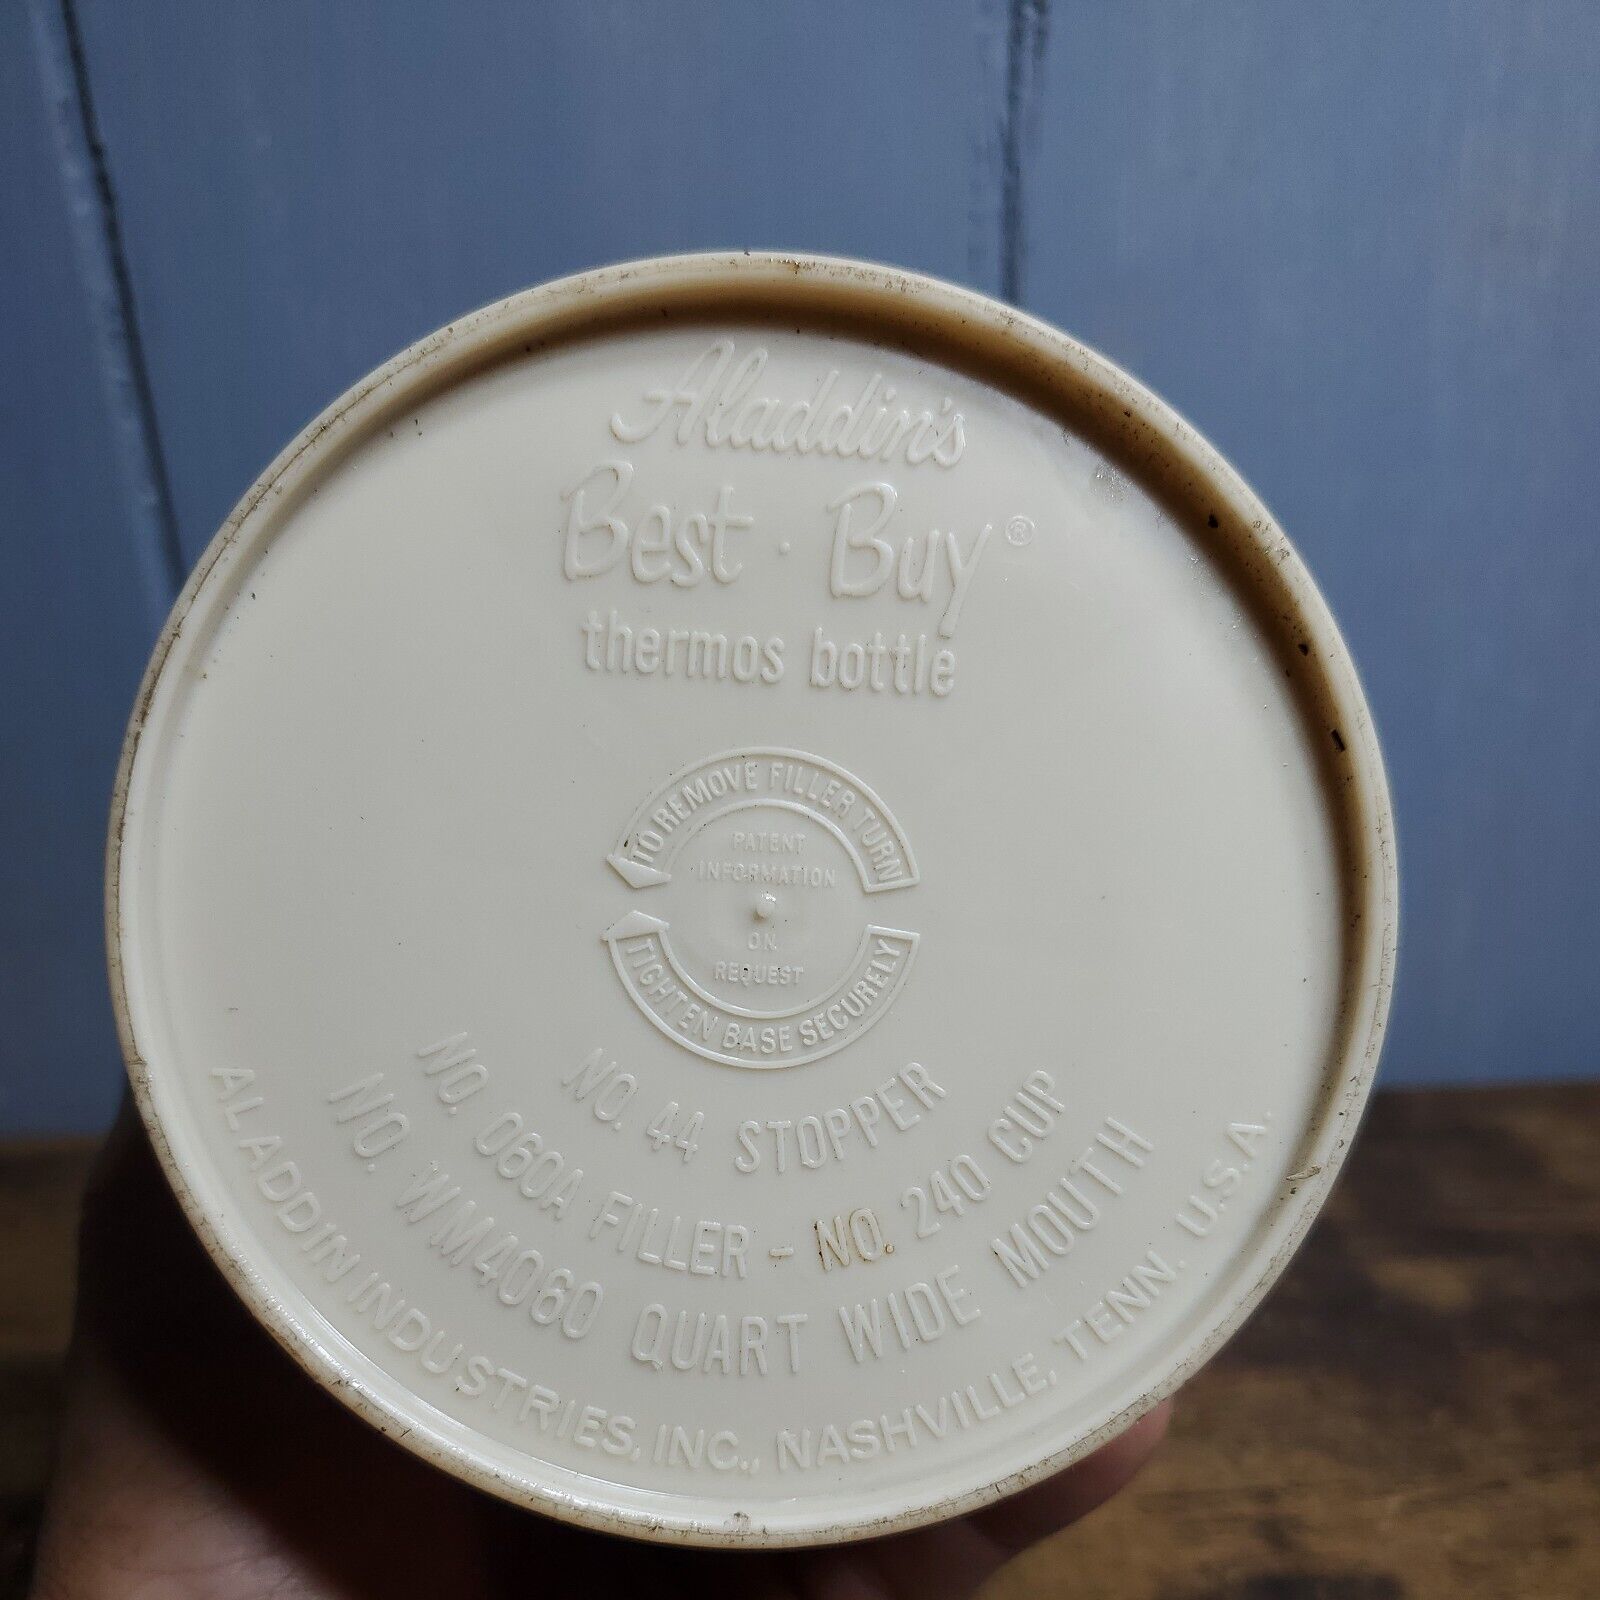 Aladdin's
Best · Buy®
thermos bottle
TO REMOVE FILLER TURN
PATENT
INFORMATION
ON
REQUEST
TIGHTEN BASE SECURELY
NO. 44 STOPPER
NO. 060A FILLER - NO. 240 CUP
NO. WM4060 QUART WIDE MOUTH
ALADDIN INDUSTRIES, INC., NASHVILLE, TENN. U.S.A.